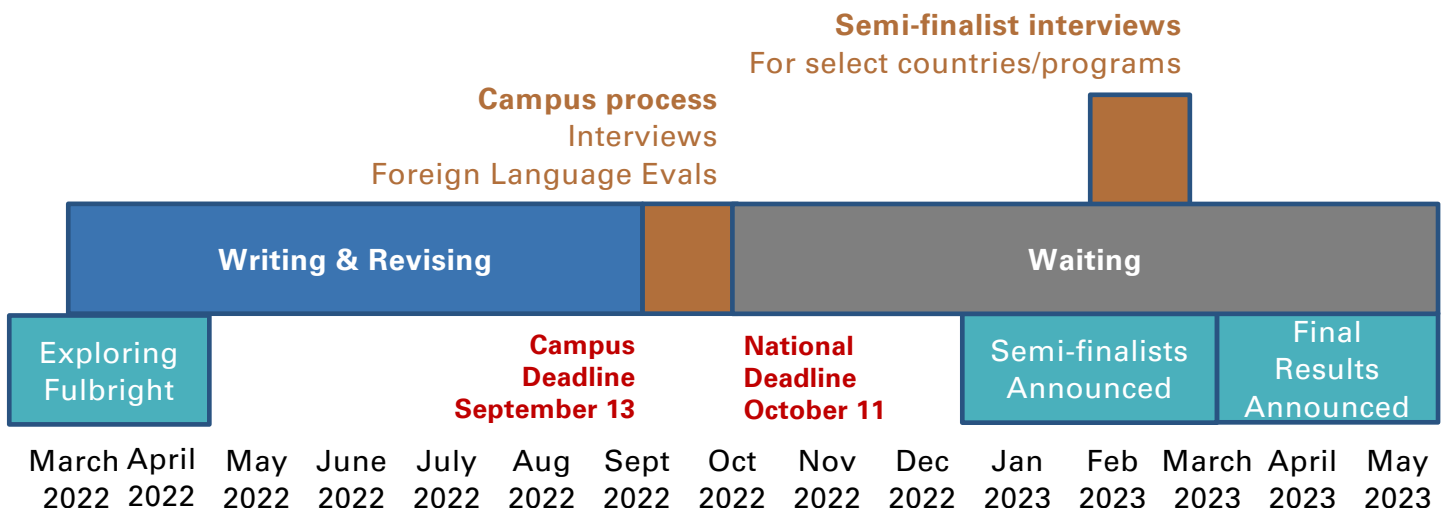 Semi-finalist interviews
For select countries/programs
Campus process
Interviews
Foreign Language Evals
Writing & Revising
Waiting
Exploring
Fulbright
Campus
Deadline
September 13
National
Deadline
October 11
Semi-finalists
Announced
Final
Results
Announced
March April May June July Aug Sept Oct Nov Dec Jan Feb March April May
2022 2022 2022 2022 2022 2022 2022 2022 2022 2022 2023 2023 2023 2023 2023